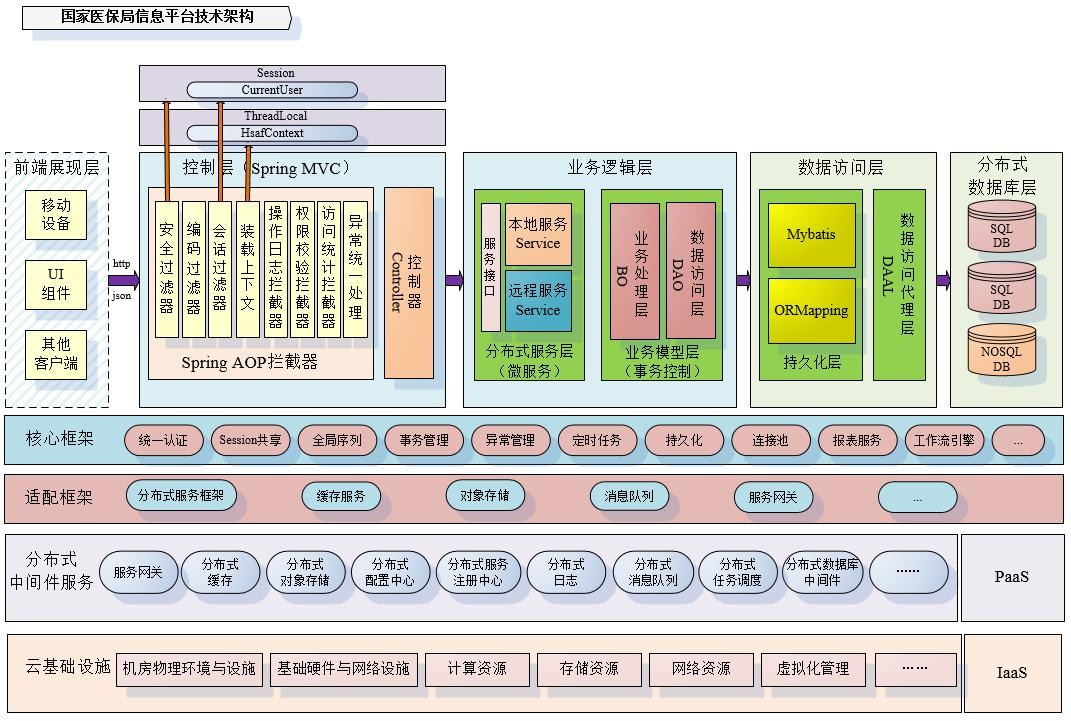 国家医保局信息平台技术架构
Session
CurrentUser
ThreadLocal
HsafContext
前端展现层
移动
设备
UI
组件
其他
客户端
http
json
控制层（Spring MVC）
安全过滤器
编码过滤器
会话过滤器
装载上下文
操作日志拦截器
权限校验拦截器
访问统计拦截器
异常统一处理
Spring AOP拦截器
控制器
Controller
业务逻辑层
服务接口
本地服务
Service
远程服务
Service
分布式服务层
（微服务）
业务处理层
BO
数据访问层
DAO
业务模型层
（事务控制）
数据访问层
Mybatis
ORMapping
持久化层
数据访问代理层
DAAL
分布式
数据库层
SQL
DB
SQL
DB
NOSQL
DB
核心框架
统一认证
Session共享
全局序列
事务管理
异常管理
定时任务
持久化
连接池
报表服务
工作流引擎
...
适配框架
分布式服务框架
缓存服务
对象存储
消息队列
服务网关
...
分布式
中间件服务
服务网关
分布式
缓存
分布式
对象存储
分布式
配置中心
分布式服务
注册中心
分布式
日志
分布式
消息队列
分布式
任务调度
分布式数据库
中间件
……
PaaS
云基础设施
机房物理环境与设施
基础硬件与网络设施
计算资源
存储资源
网络资源
虚拟化管理
……
IaaS